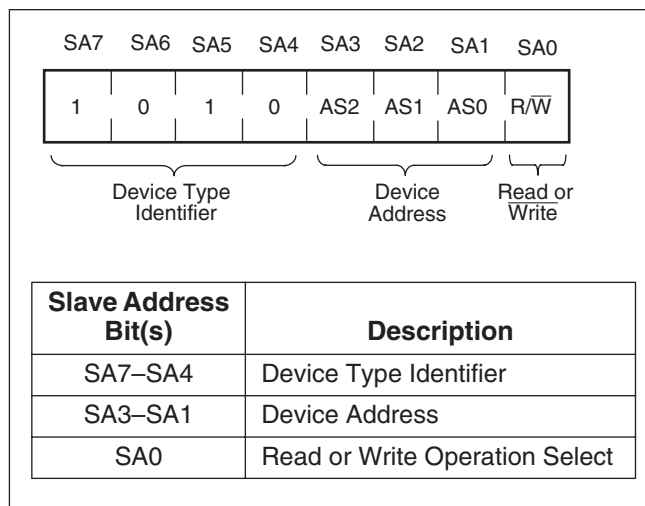 SA7 SA6 SA5 SA4 SA3 SA2 SA1 SA0
1 0 1 0 AS2 AS1 AS0 R/W̅
Device Type Device Read or
Identifier Address W̅r̅i̅t̅e̅
Slave Address
Bit(s) Description
SA7–SA4 Device Type Identifier
SA3–SA1 Device Address
SA0 Read or Write Operation Select